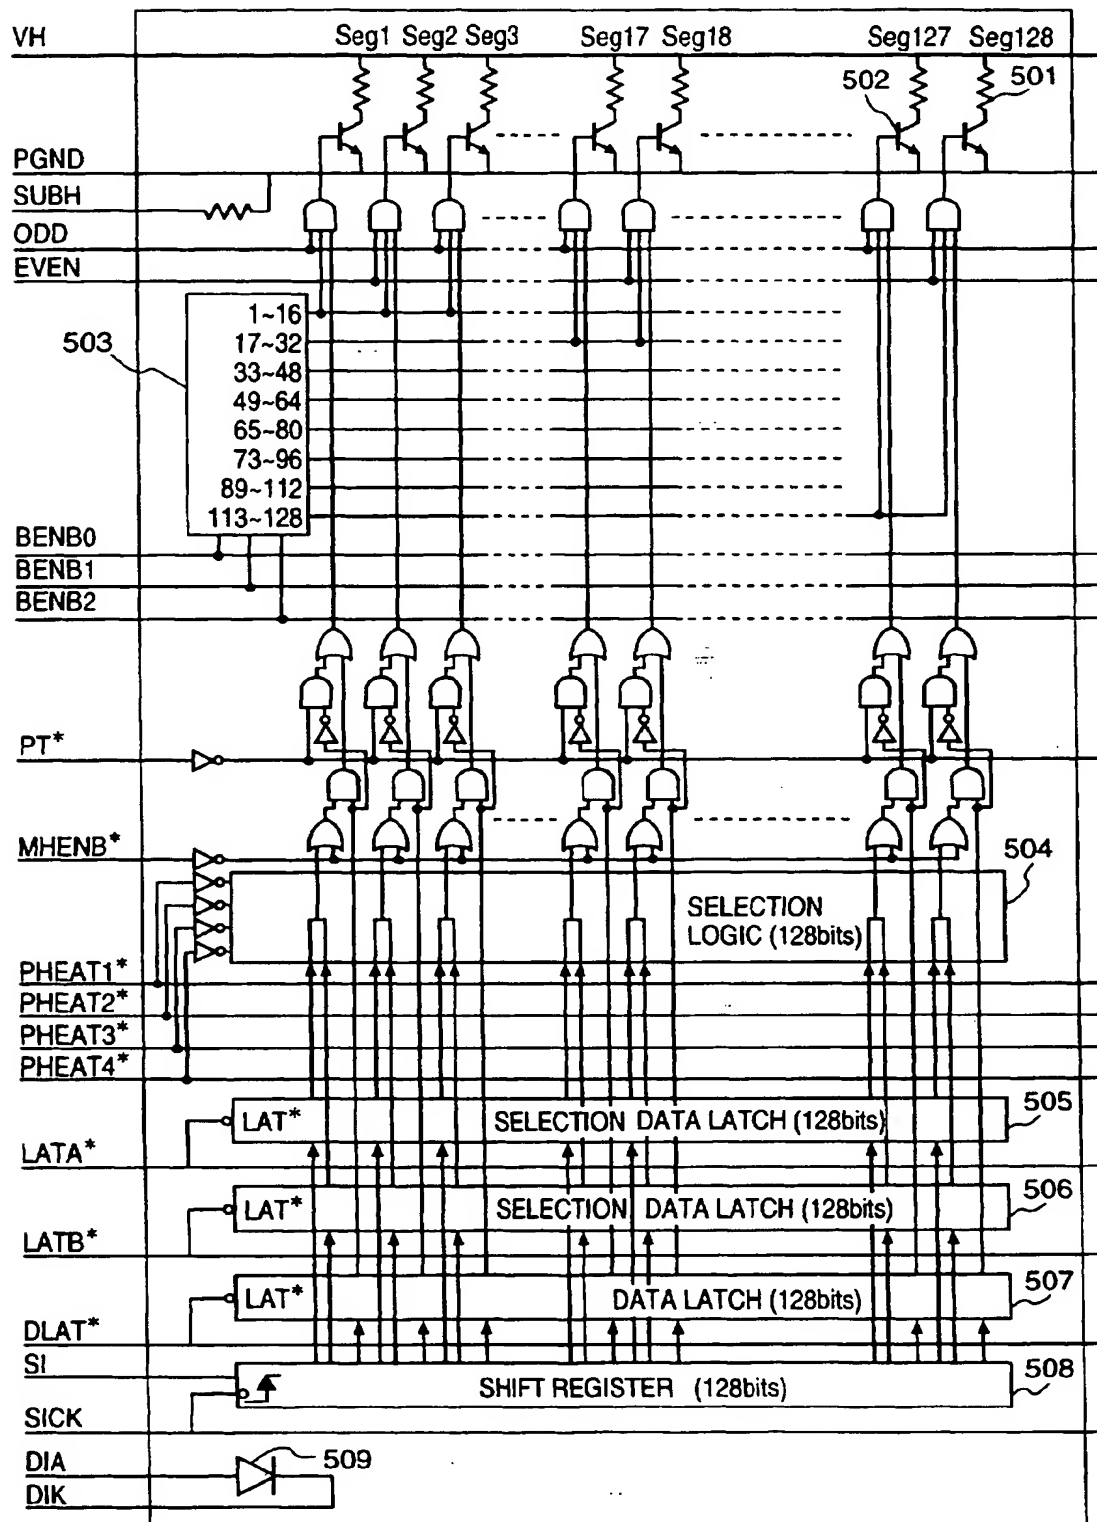 VH
Seg1 Seg2 Seg3 Seg17 Seg18 Seg127 Seg128
502
501
PGND
SUBH
ODD
EVEN
503
1~16
17~32
33~48
49~64
65~80
73~96
89~112
113~128
BENB0
BENB1
BENB2
PT*
MHENB*
504
SELECTION
LOGIC (128bits)
PHEAT1*
PHEAT2*
PHEAT3*
PHEAT4*
505
LAT* SELECTION DATA LATCH (128bits)
LATA*
506
LAT* SELECTION DATA LATCH (128bits)
LATB*
507
LAT* DATA LATCH (128bits)
DLAT*
SI
508
SHIFT REGISTER (128bits)
SICK
DIA
509
DIK